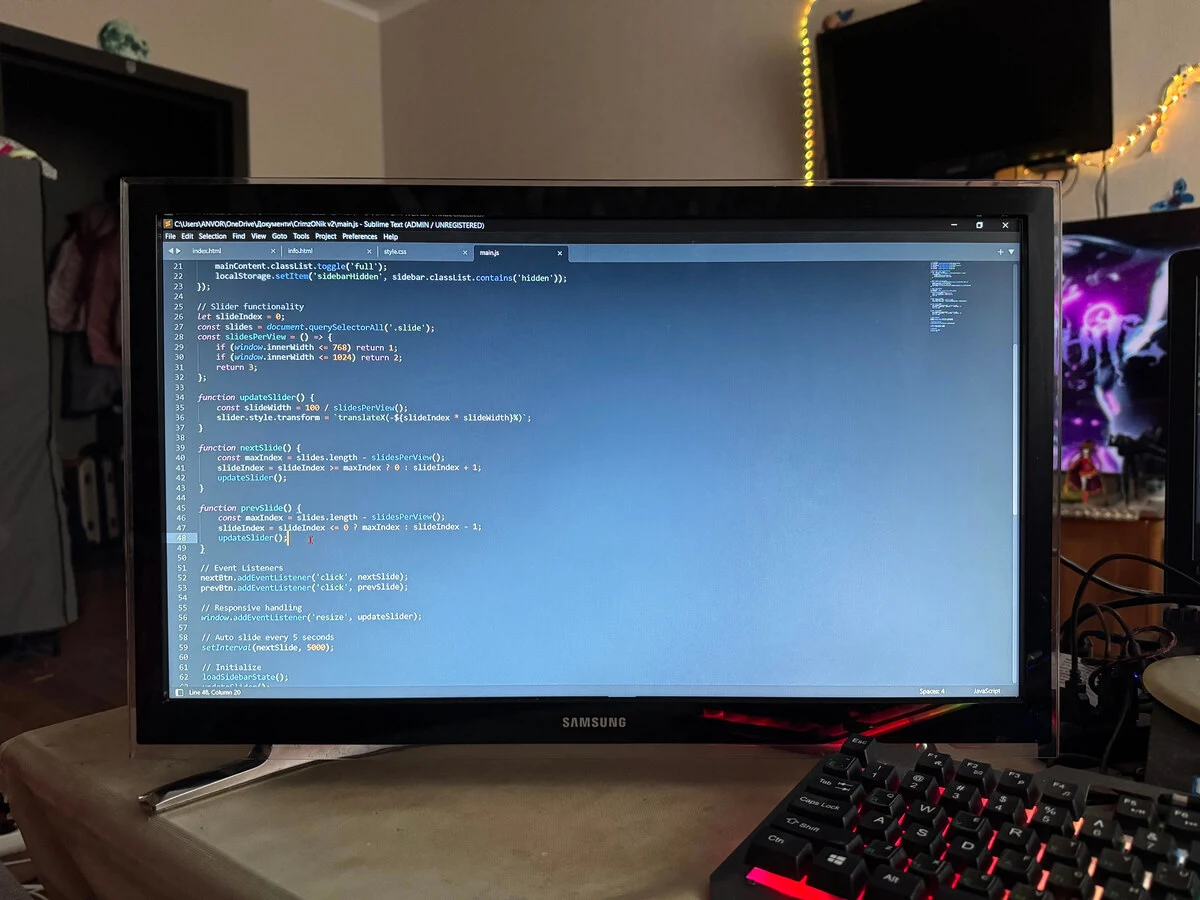 C:\Users\ANVOR\OneDrive\Документи\CrimzONik v2\main.js - Sublime Text (ADMIN / UNREGISTERED)
File Edit Selection Find View Goto Tools Project Preferences Help
index.html info.html style.css main.js
21 mainContent.classList.toggle('full');
22 localStorage.setItem('sidebarHidden', sidebar.classList.contains('hidden'));
23 });
24
25 // Slider functionality
26 let slideIndex = 0;
27 const slides = document.querySelectorAll('.slide');
28 const slidesPerView = () => {
29 if (window.innerWidth <= 768) return 1;
30 if (window.innerWidth <= 1024) return 2;
31 return 3;
32 };
33
34 function updateSlider() {
35 const slideWidth = 100 / slidesPerView();
36 slider.style.transform = `translateX(-${slideIndex * slideWidth}%)`;
37 }
38
39 function nextSlide() {
40 const maxIndex = slides.length - slidesPerView();
41 slideIndex = slideIndex >= maxIndex ? 0 : slideIndex + 1;
42 updateSlider();
43 }
44
45 function prevSlide() {
46 const maxIndex = slides.length - slidesPerView();
47 slideIndex = slideIndex <= 0 ? maxIndex : slideIndex - 1;
48 updateSlider();
49 }
50
51 // Event Listeners
52 nextBtn.addEventListener('click', nextSlide);
53 prevBtn.addEventListener('click', prevSlide);
54
55 // Responsive handling
56 window.addEventListener('resize', updateSlider);
57
58 // Auto slide every 5 seconds
59 setInterval(nextSlide, 5000);
60
61 // Initialize
62 loadSidebarState();
Line 48, Column 20 Spaces: 4 JavaScript
SAMSUNG
Esc F1 F2 F3 F4 F5 F6
1 @ 2 # 3 $ 4 % 5 ^ 6 & 7
Tab Q W R
Caps Lock A S D
Shift
Ctrl Alt